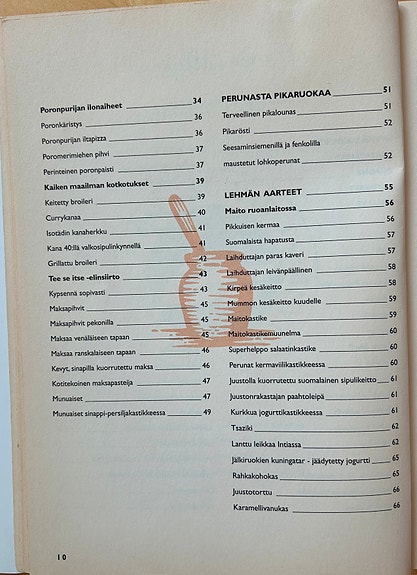 Poronpurijan ilonaiheet 34
Poronkäristys 36
Poronpurijan iltapizza 36
Poromerimiehen pihvi 37
Perinteinen poronpaisti 37
Kaiken maailman kotkotukset 39
Keitetty broileri 39
Currykanaa 40
Isotädin kanaherkku 41
Kana 40:llä valkosipulinkynnellä 41
Grillattu broileri 42
Tee se itse -elinsiirto 43
Kypsennä sopivasti 43
Maksapihvit 45
Maksapihvit pekonilla 45
Maksaa venäläiseen tapaan 45
Maksaa ranskalaiseen tapaan 46
Kevyt, sinapilla kuorrutettu maksa 46
Kotitekoinen maksapasteija 47
Munuaiset 47
Munuaiset sinappi-persiljakastikkeessa 49
PERUNASTA PIKARUOKAA 51
Terveellinen pikalounas 51
Pikarösti 52
Seesaminsiemenillä ja fenkolilla
maustetut lohkoperunat 52
LEHMÄN AARTEET 55
Maito ruoanlaitossa 56
Pikkuisen kermaa 56
Suomalaista hapatusta 57
Laihduttajan paras kaveri 57
Laihduttajan leivänpäällinen 58
Kirpeä kesäkeitto 58
Mummon kesäkeitto kuudelle 59
Maitokastike 59
Maitokastikemuunelma 60
Superhelppo salaatinkastike 60
Perunat kermaviilikastikkeessa 60
Juustolla kuorrutettu suomalainen sipulikeitto 61
Juustonrakastajan paahtoleipä 61
Kurkkua jogurttikastikkeessa 61
Tsaziki 62
Lanttu leikkaa Intiassa 62
Jälkiruokien kuningatar - jäädytetty jogurtti 65
Rahkakohokas 65
Juustotorttu 66
Karamellivanukas 66
10